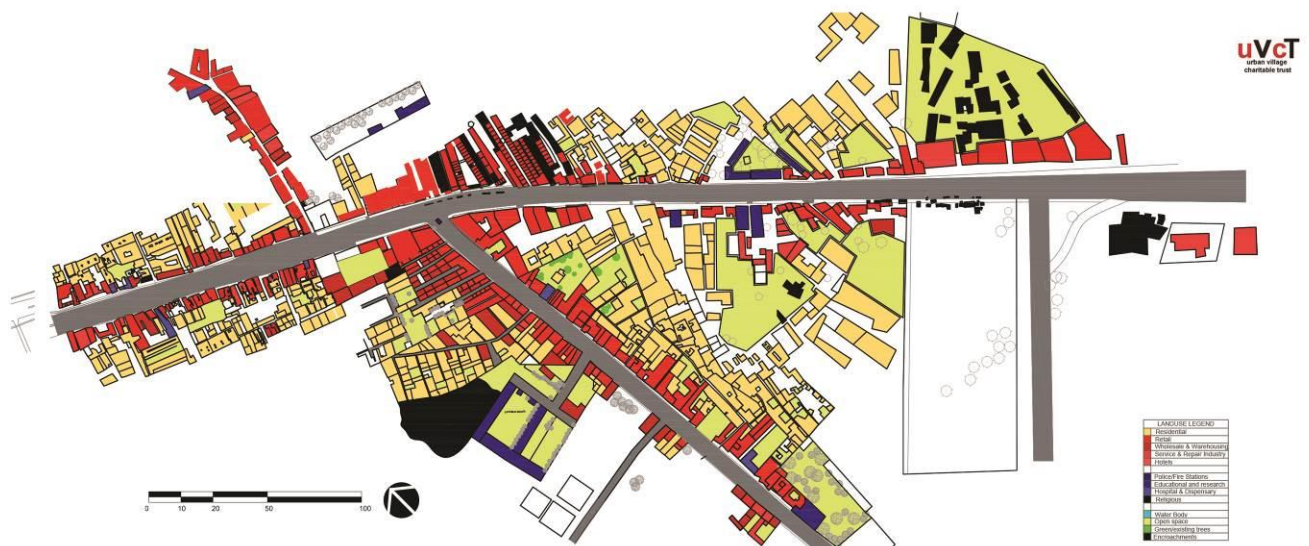 uVcT
urban village
charitable trust
LANDUSE LEGEND
Residential
Retail
Wholesale & Warehousing
Service & Repair Industry
Hotels
Police/Fire Stations
Educational and research
Hospital & Dispensary
Religious
Water Body
Open space
Green/existing trees
Encroachments
0 10 20 50 100